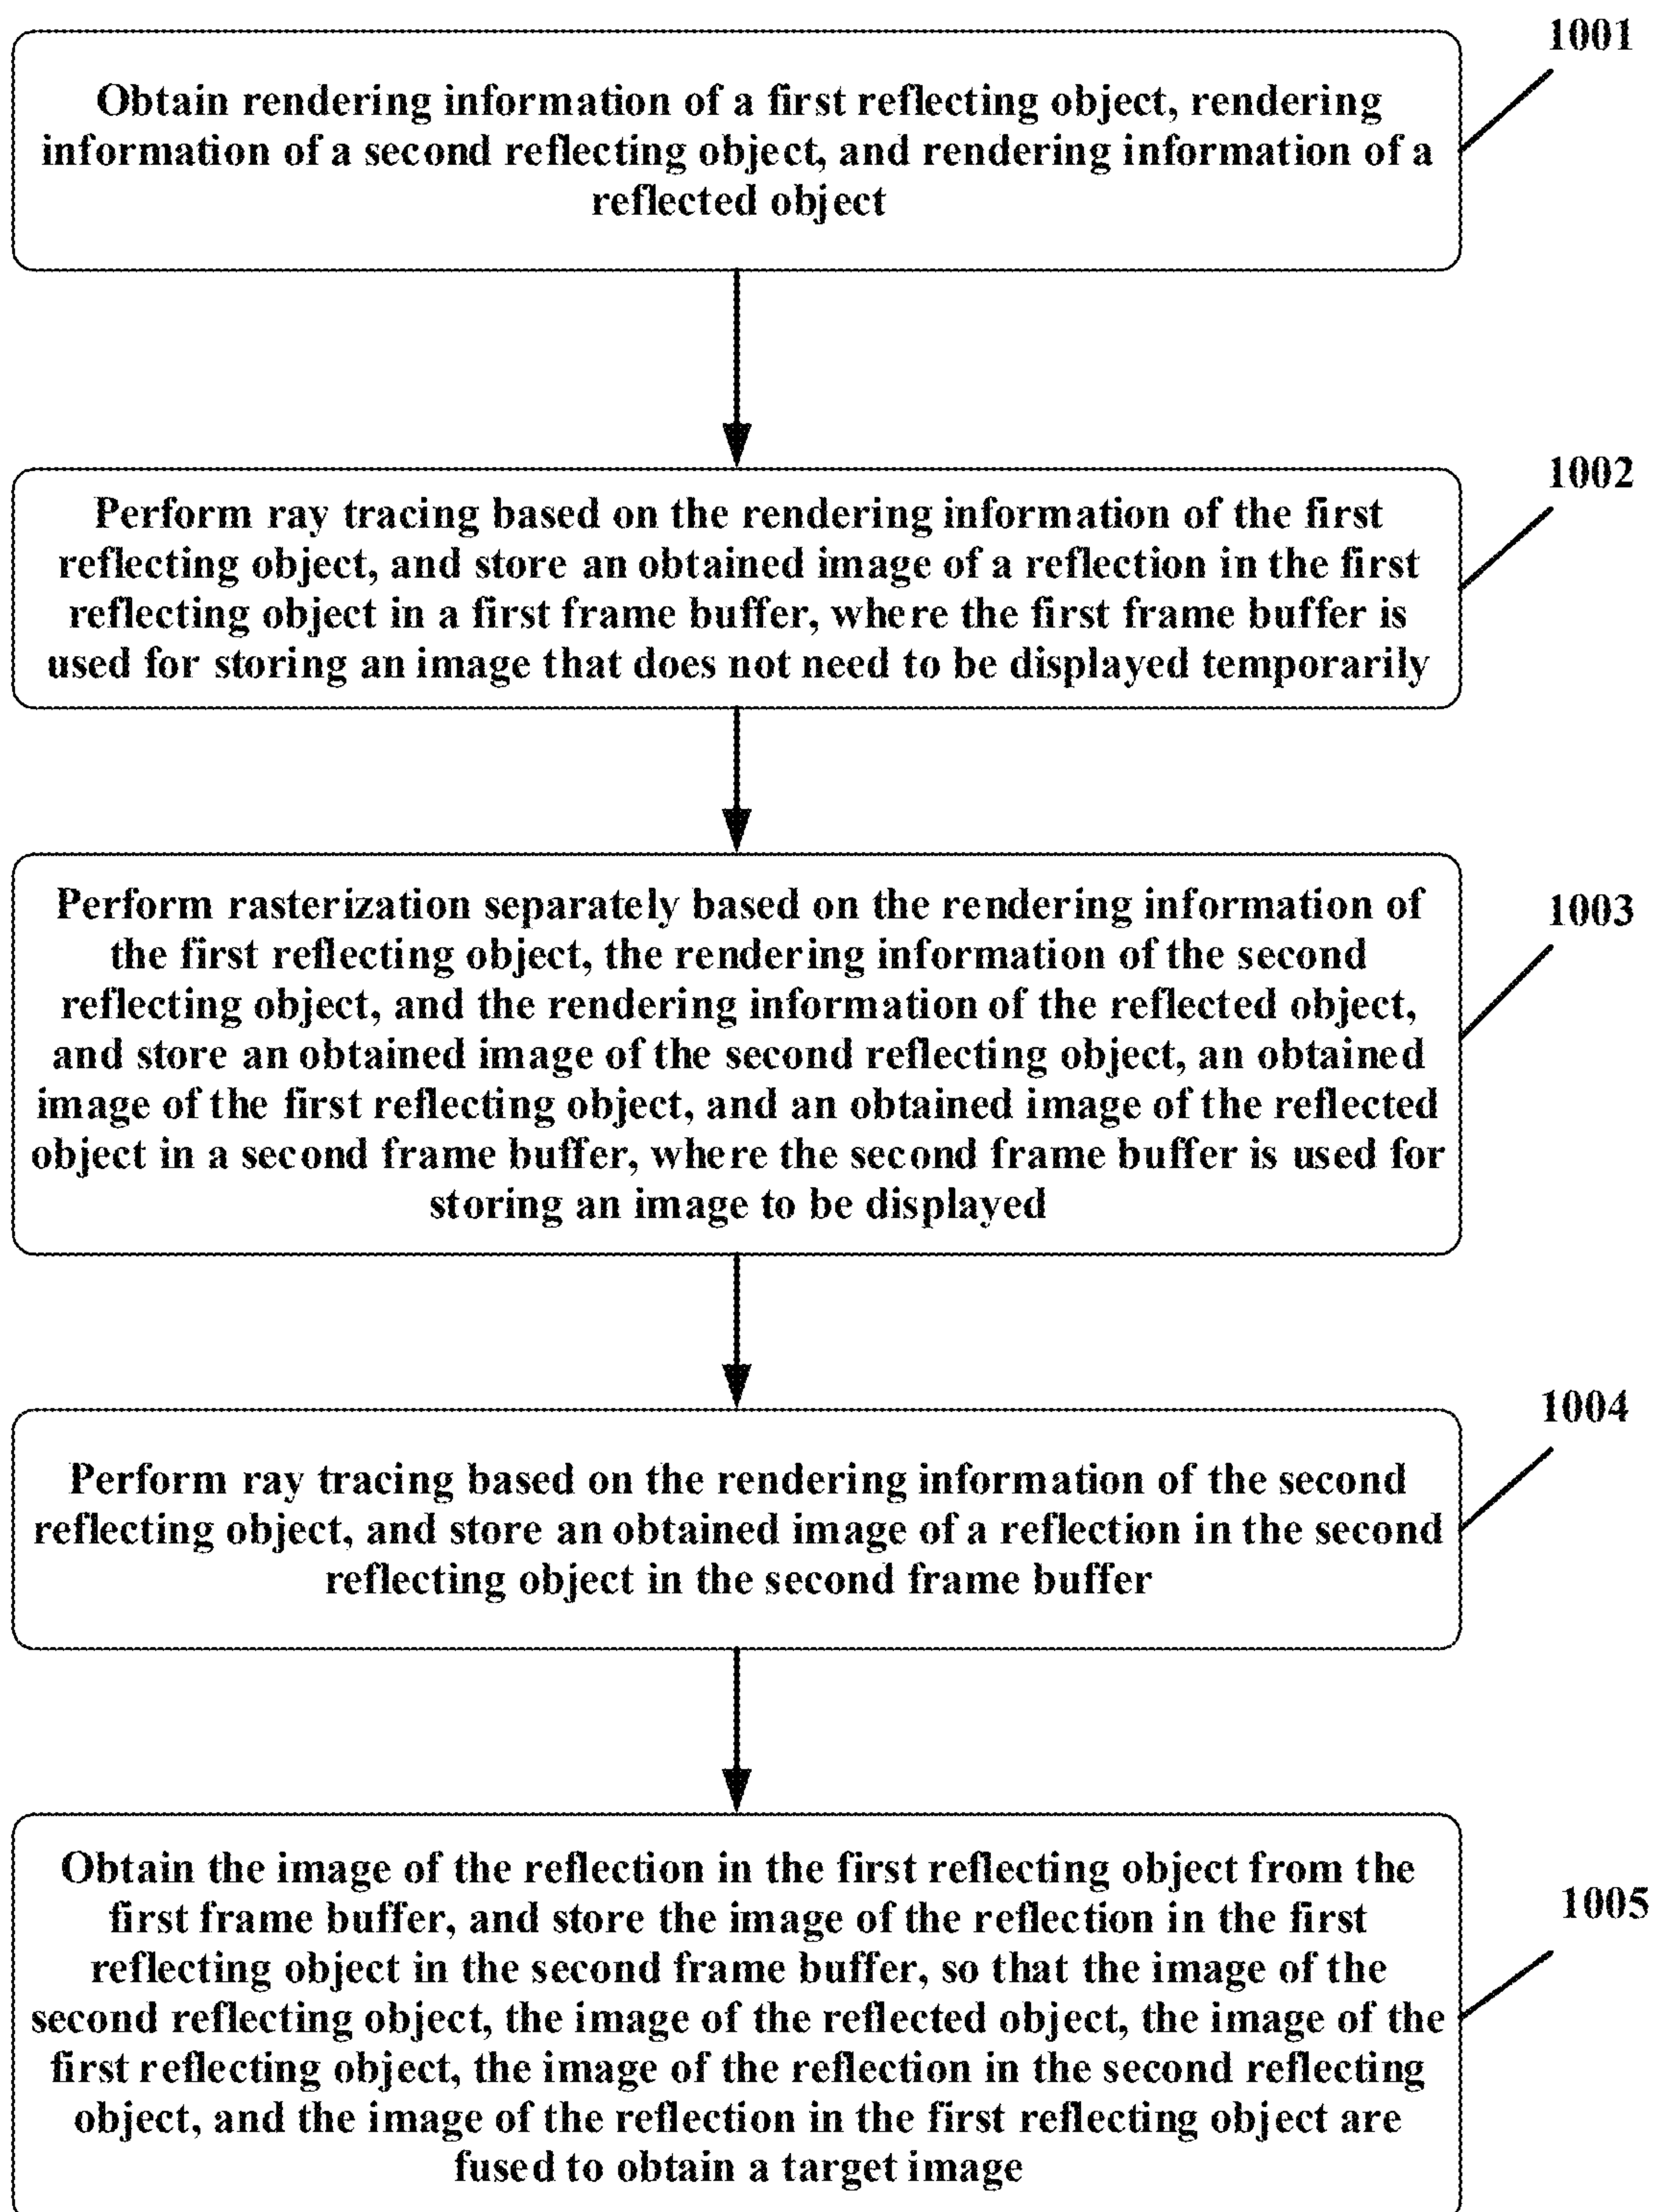 1001
Obtain rendering information of a first reflecting object, rendering
information of a second reflecting object, and rendering information of a
reflected object
1002
Perform ray tracing based on the rendering information of the first
reflecting object, and store an obtained image of a reflection in the first
reflecting object in a first frame buffer, where the first frame buffer is
used for storing an image that does not need to be displayed temporarily
1003
Perform rasterization separately based on the rendering information of
the first reflecting object, the rendering information of the second
reflecting object, and the rendering information of the reflected object,
and store an obtained image of the second reflecting object, an obtained
image of the first reflecting object, and an obtained image of the reflected
object in a second frame buffer, where the second frame buffer is used for
storing an image to be displayed
1004
Perform ray tracing based on the rendering information of the second
reflecting object, and store an obtained image of a reflection in the second
reflecting object in the second frame buffer
1005
Obtain the image of the reflection in the first reflecting object from the
first frame buffer, and store the image of the reflection in the first
reflecting object in the second frame buffer, so that the image of the
second reflecting object, the image of the reflected object, the image of the
first reflecting object, the image of the reflection in the second reflecting
object, and the image of the reflection in the first reflecting object are
fused to obtain a target image